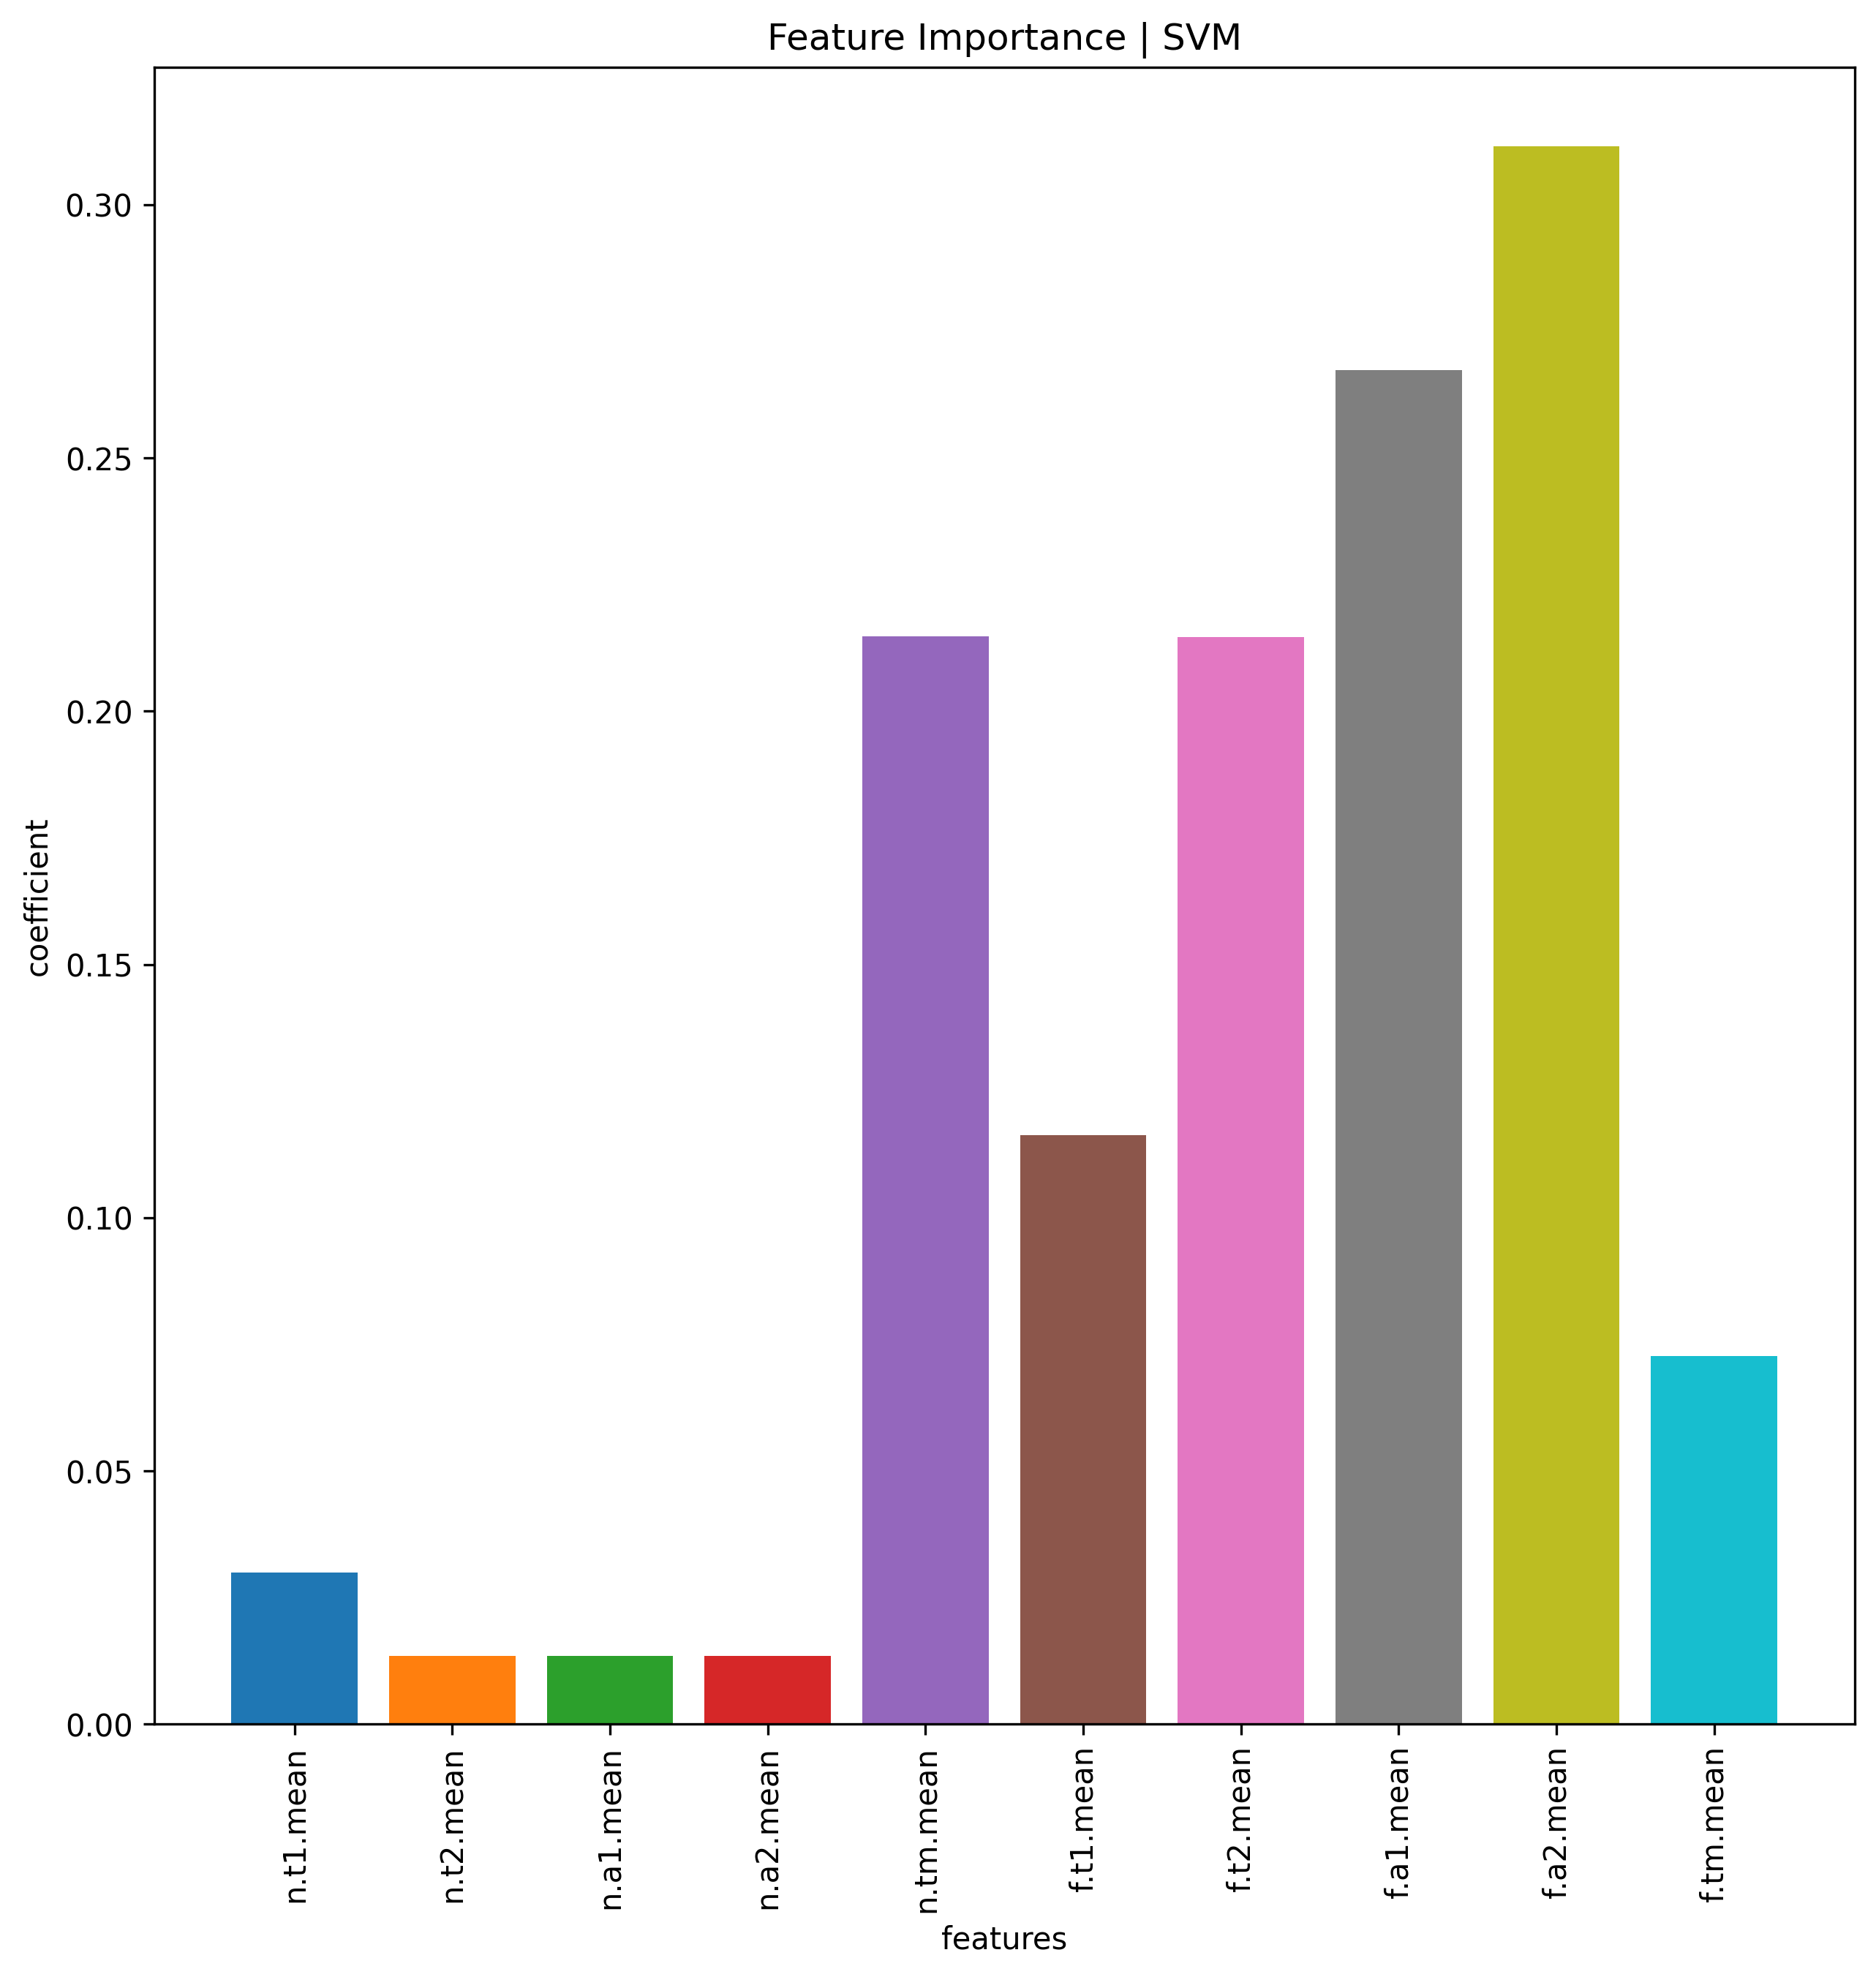 Feature Importance | SVM
coefficient
0.30
0.25
0.20
0.15
0.10
0.05
0.00
n.t1.mean
n.t2.mean
n.a1.mean
n.a2.mean
n.tm.mean
f.t1.mean
f.t2.mean
f.a1.mean
f.a2.mean
f.tm.mean
features